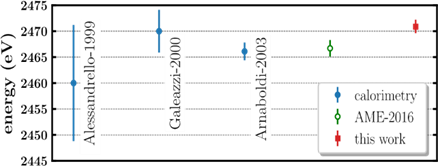 energy (eV)
2475
2470
2465
2460
2455
2450
2445
Alessandrello-1999
Galeazzi-2000
Arnaboldi-2003
calorimetry
AME-2016
this work